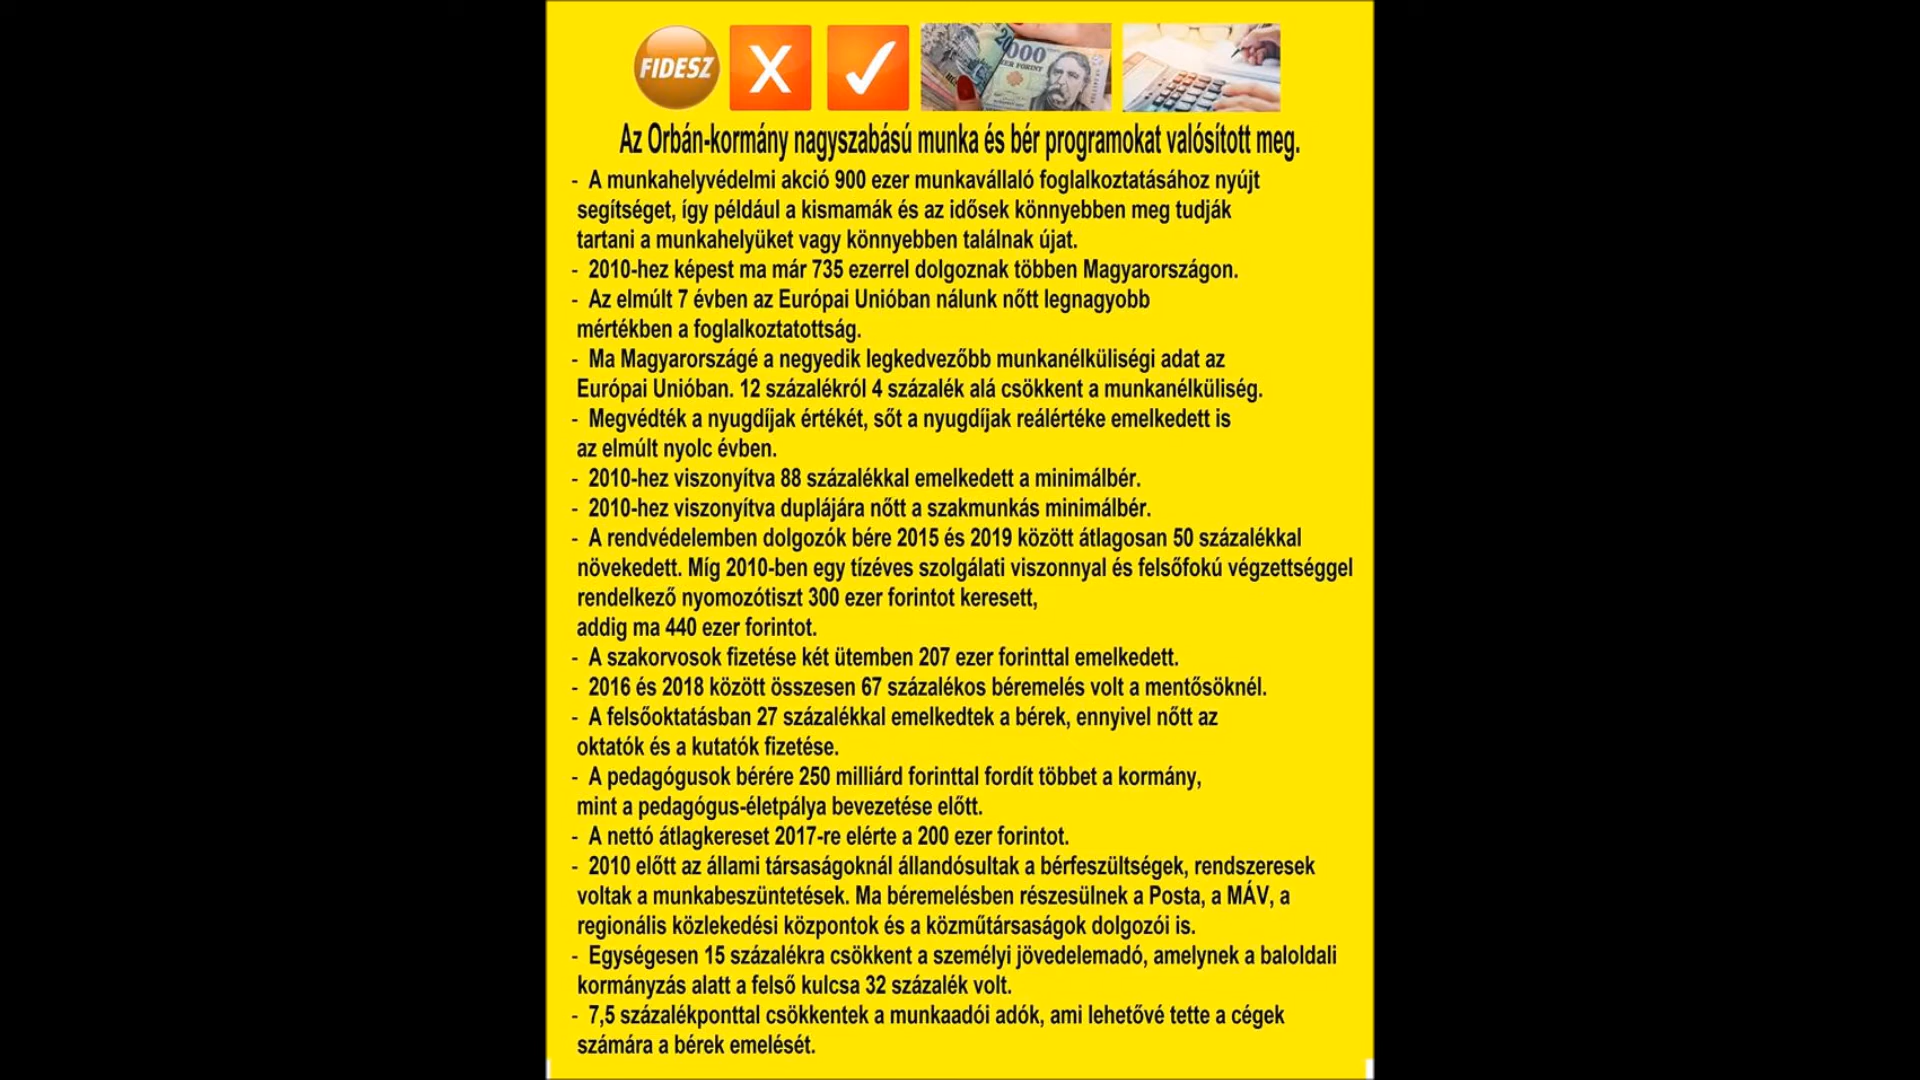 FIDESZ
X
20 000
EZER FORINT
Az Orbán-kormány nagyszabású munka és bér programokat valósított meg.
- A munkahelyvédelmi akció 900 ezer munkavállaló foglalkoztatásához nyújt
segítséget, így például a kismamák és az idősek könnyebben meg tudják
tartani a munkahelyüket vagy könnyebben találnak újat.
- 2010-hez képest ma már 735 ezerrel dolgoznak többen Magyarországon.
- Az elmúlt 7 évben az Európai Unióban nálunk nőtt legnagyobb
mértékben a foglalkoztatottság.
- Ma Magyarországé a negyedik legkedvezőbb munkanélküliségi adat az
Európai Unióban. 12 százalékról 4 százalék alá csökkent a munkanélküliség.
- Megvédték a nyugdíjak értékét, sőt a nyugdíjak reálértéke emelkedett is
az elmúlt nyolc évben.
- 2010-hez viszonyítva 88 százalékkal emelkedett a minimálbér.
- 2010-hez viszonyítva duplájára nőtt a szakmunkás minimálbér.
- A rendvédelemben dolgozók bére 2015 és 2019 között átlagosan 50 százalékkal
növekedett. Míg 2010-ben egy tízéves szolgálati viszonnyal és felsőfokú végzettséggel
rendelkező nyomozótiszt 300 ezer forintot keresett,
addig ma 440 ezer forintot.
- A szakorvosok fizetése két ütemben 207 ezer forinttal emelkedett.
- 2016 és 2018 között összesen 67 százalékos béremelés volt a mentősöknél.
- A felsőoktatásban 27 százalékkal emelkedtek a bérek, ennyivel nőtt az
oktatók és a kutatók fizetése.
- A pedagógusok bérére 250 milliárd forinttal fordít többet a kormány,
mint a pedagógus-életpálya bevezetése előtt.
- A nettó átlagkereset 2017-re elérte a 200 ezer forintot.
- 2010 előtt az állami társaságoknál állandósultak a bérfeszültségek, rendszeresek
voltak a munkabeszüntetések. Ma béremelésben részesülnek a Posta, a MÁV, a
regionális közlekedési központok és a közműtársaságok dolgozói is.
- Egységesen 15 százalékra csökkent a személyi jövedelemadó, amelynek a baloldali
kormányzás alatt a felső kulcsa 32 százalék volt.
- 7,5 százalékponttal csökkentek a munkaadói adók, ami lehetővé tette a cégek
számára a bérek emelését.